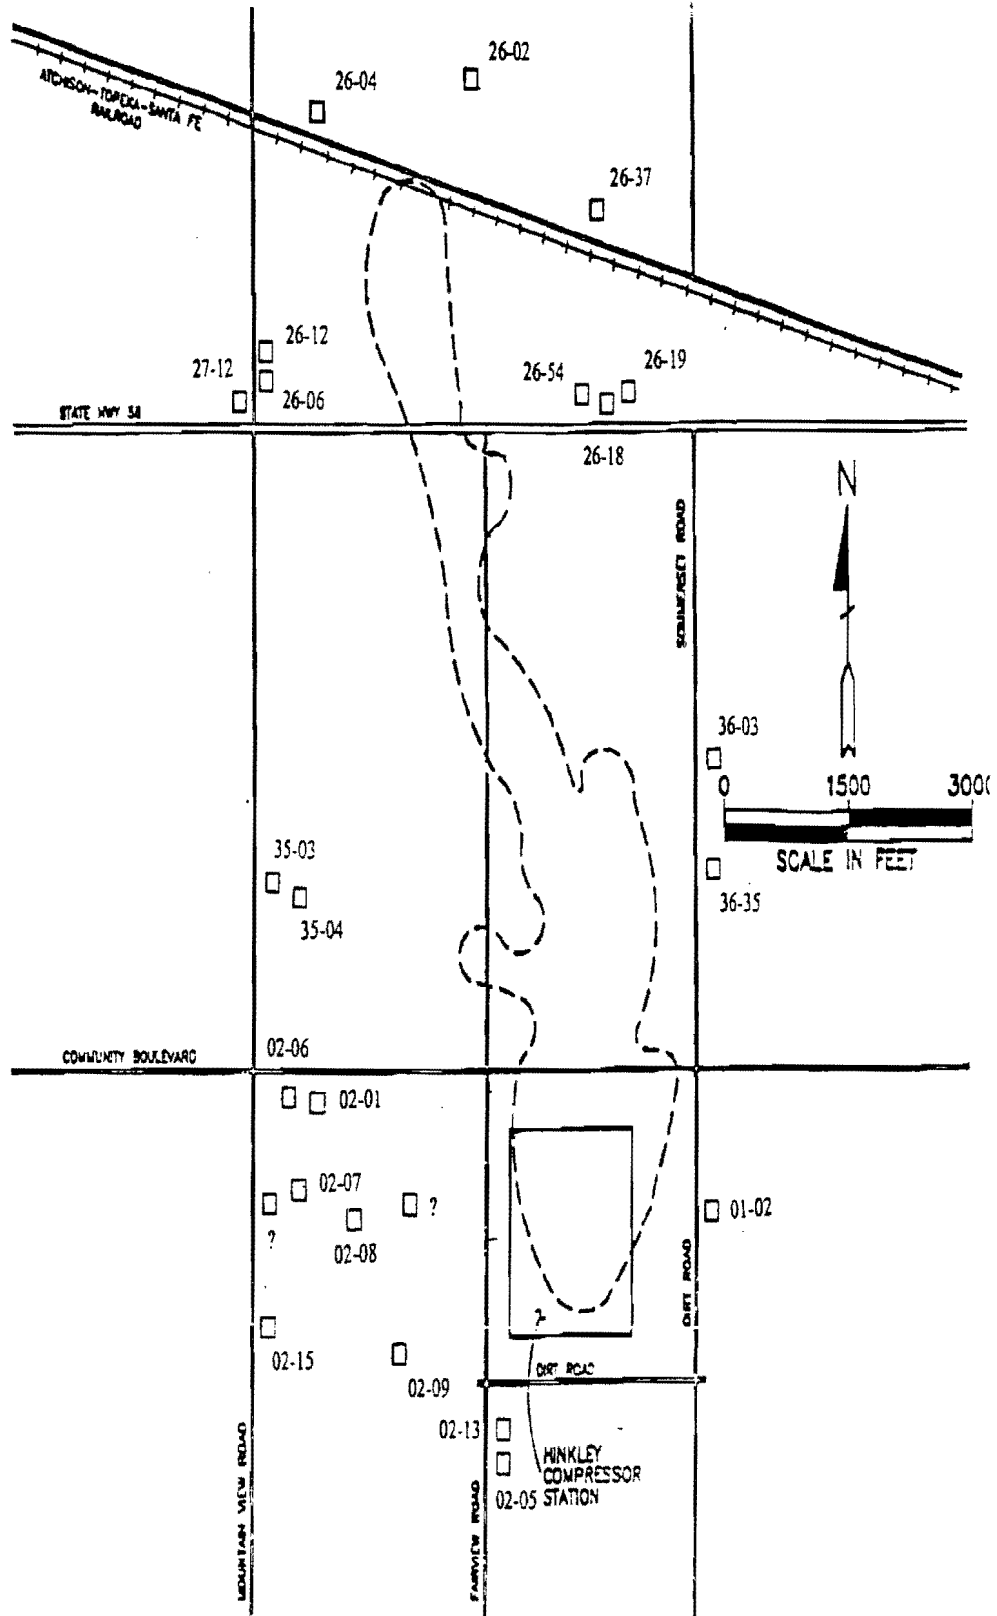 26-02
26-04
ATCHISON-TOPEKA-SANTA FE
RAILROAD
26-37
26-12
27-12
26-06
26-54
26-19
STATE HWY 58
26-18
N
SOMMERSET ROAD
36-03
0 1500 3000
SCALE IN FEET
35-03
35-04
36-35
02-06
COMMUNITY BOULEVARD
02-01
02-07
?
?
01-02
02-08
DIRT ROAD
?
02-15
DIRT ROAD
02-09
02-13
HINKLEY
COMPRESSOR
STATION
02-05
MOUNTAIN VIEW ROAD
FAIRVIEW ROAD